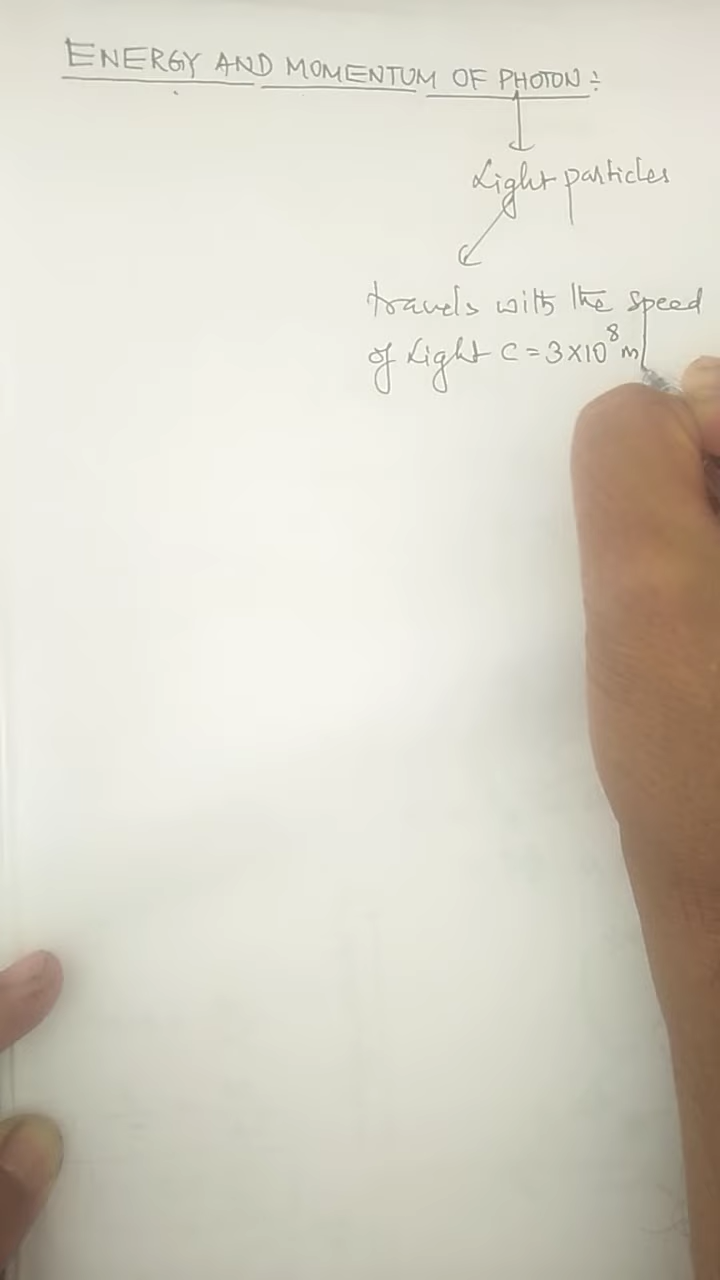 ENERGY AND MOMENTUM OF PHOTON :-
Light particles
travels with the speed
of Light C = 3×10⁸ m/